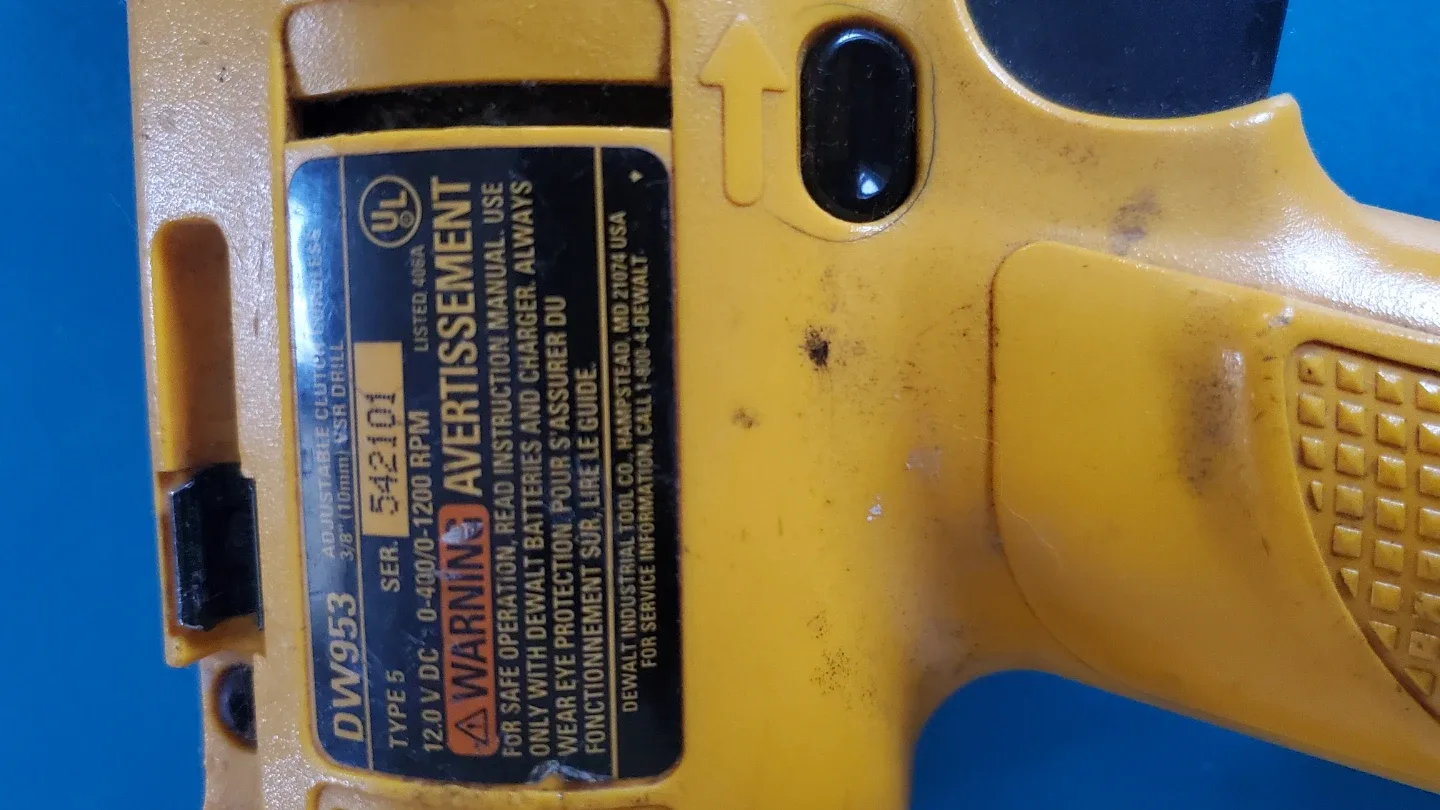 DW953
ADJUSTABLE CLUTCH CORDLESS
3/8" (10mm) VSR DRILL
TYPE 5 SER. 542101 LISTED 406A UL
12.0 V DC 0-400/0-1200 RPM
WARNING AVERTISSEMENT
FOR SAFE OPERATION, READ INSTRUCTION MANUAL. USE
ONLY WITH DEWALT BATTERIES AND CHARGER. ALWAYS
WEAR EYE PROTECTION. POUR S'ASSURER DU
FONCTIONNEMENT SÛR, LIRE LE GUIDE.
DEWALT INDUSTRIAL TOOL CO., HAMPSTEAD, MD 21074 USA
FOR SERVICE INFORMATION, CALL 1-800-4-DEWALT.